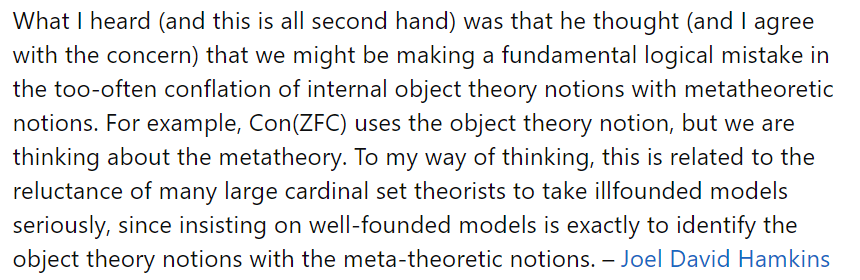 What I heard (and this is all second hand) was that he thought (and I agree
with the concern) that we might be making a fundamental logical mistake in
the too-often conflation of internal object theory notions with metatheoretic
notions. For example, Con(ZFC) uses the object theory notion, but we are
thinking about the metatheory. To my way of thinking, this is related to the
reluctance of many large cardinal set theorists to take illfounded models
seriously, since insisting on well-founded models is exactly to identify the
object theory notions with the meta-theoretic notions. – Joel David Hamkins